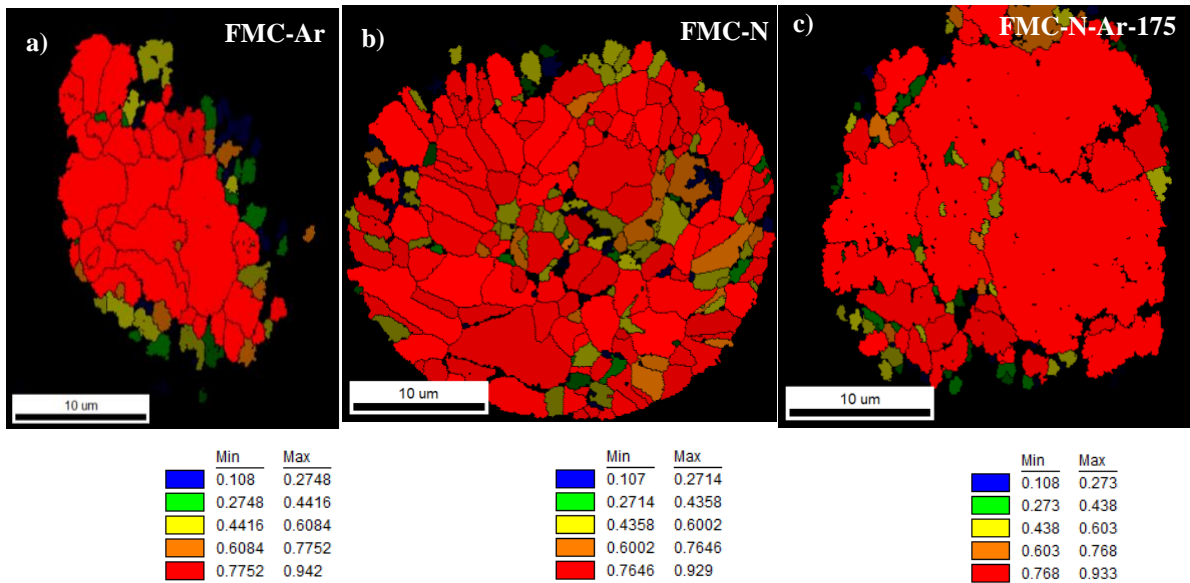 a) FMC-Ar
b) FMC-N
c) FMC-N-Ar-175
10 um
10 um
10 um
Min Max
0.108 0.2748
0.2748 0.4416
0.4416 0.6084
0.6084 0.7752
0.7752 0.942
Min Max
0.107 0.2714
0.2714 0.4358
0.4358 0.6002
0.6002 0.7646
0.7646 0.929
Min Max
0.108 0.273
0.273 0.438
0.438 0.603
0.603 0.768
0.768 0.933